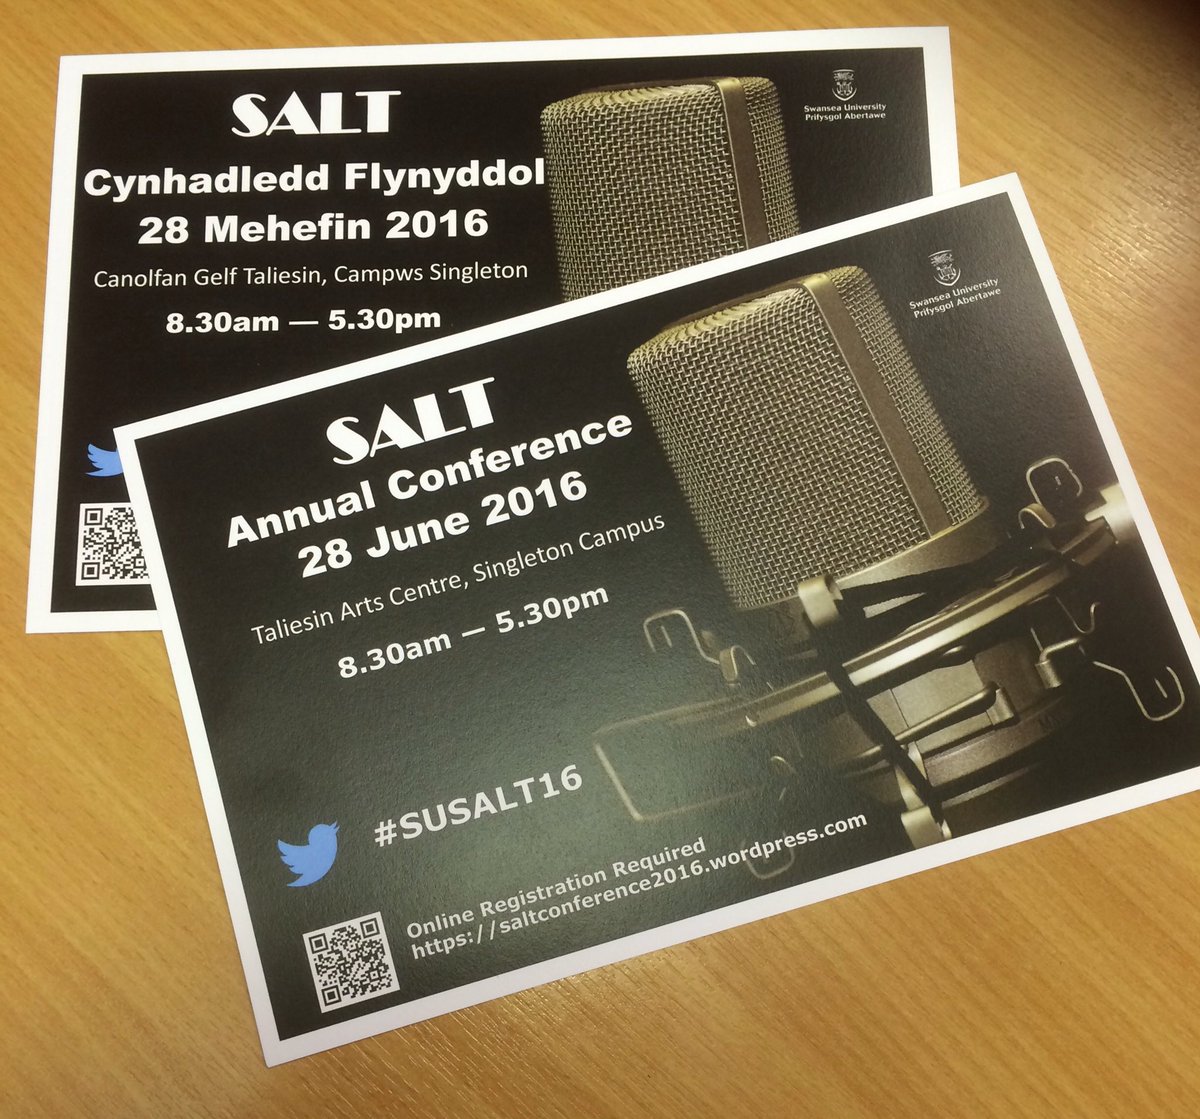 SALT
Cynhadledd Flynyddol
28 Mehefin 2016
Canolfan Gelf Taliesin, Campws Singleton
8.30am — 5.30pm
Swansea University
Prifysgol Abertawe
SALT
Annual Conference
28 June 2016
Taliesin Arts Centre, Singleton Campus
8.30am — 5.30pm
Swansea University
Prifysgol Abertawe
#SUSALT16
Online Registration Required
https://saltconference2016.wordpress.com